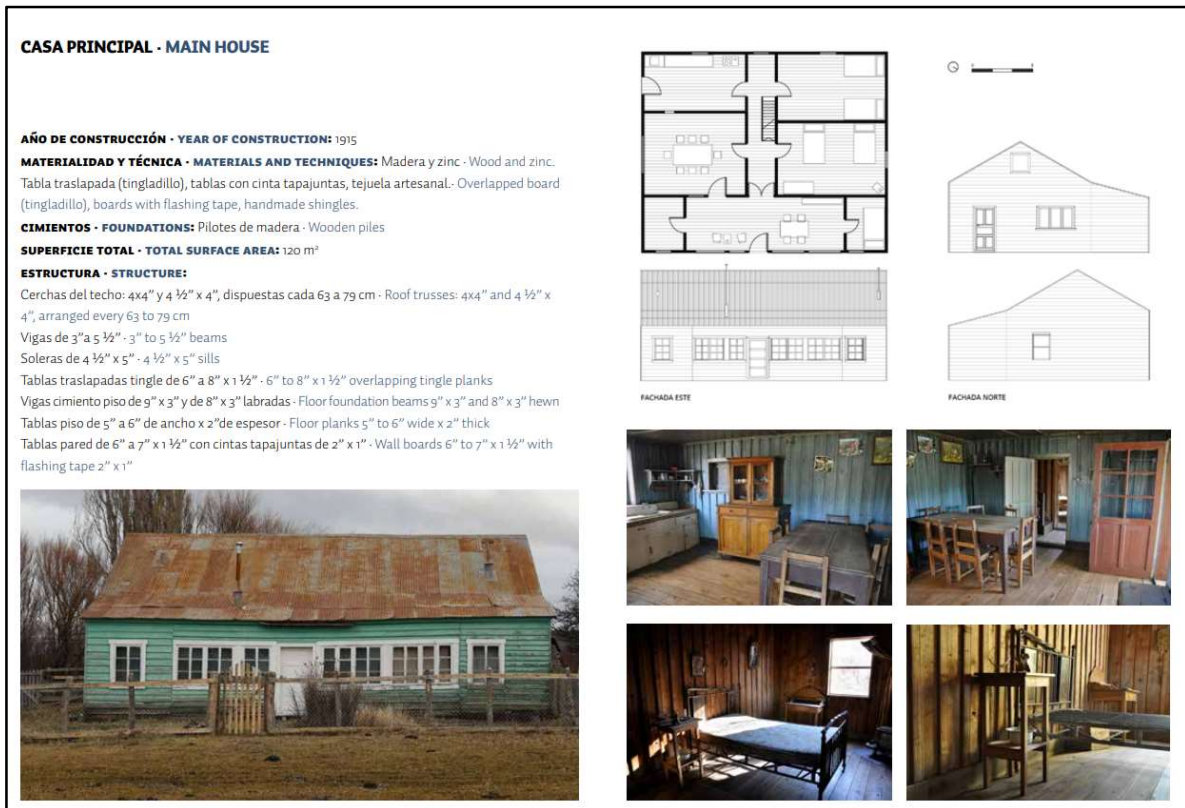 CASA PRINCIPAL · MAIN HOUSE
AÑO DE CONSTRUCCIÓN · YEAR OF CONSTRUCTION: 1915
MATERIALIDAD Y TÉCNICA · MATERIALS AND TECHNIQUES: Madera y zinc · Wood and zinc.
Tabla traslapada (tingladillo), tablas con cinta tapajuntas, tejuela artesanal.· Overlapped board
(tingladillo), boards with flashing tape, handmade shingles.
CIMIENTOS · FOUNDATIONS: Pilotes de madera · Wooden piles
SUPERFICIE TOTAL · TOTAL SURFACE AREA: 120 m²
ESTRUCTURA · STRUCTURE:
Cerchas del techo: 4x4” y 4 ½” x 4”, dispuestas cada 63 a 79 cm · Roof trusses: 4x4” and 4 ½” x
4”, arranged every 63 to 79 cm
Vigas de 3”a 5 ½” · 3” to 5 ½” beams
Soleras de 4 ½” x 5” · 4 ½” x 5” sills
Tablas traslapadas tingle de 6” a 8” x 1 ½” · 6” to 8” x 1 ½” overlapping tingle planks
Vigas cimiento piso de 9” x 3” y de 8” x 3” labradas · Floor foundation beams 9” x 3” and 8” x 3” hewn
Tablas piso de 5” a 6” de ancho x 2”de espesor · Floor planks 5” to 6” wide x 2” thick
Tablas pared de 6” a 7” x 1 ½” con cintas tapajuntas de 2” x 1” · Wall boards 6” to 7” x 1 ½” with
flashing tape 2” x 1”
FACHADA ESTE
FACHADA NORTE